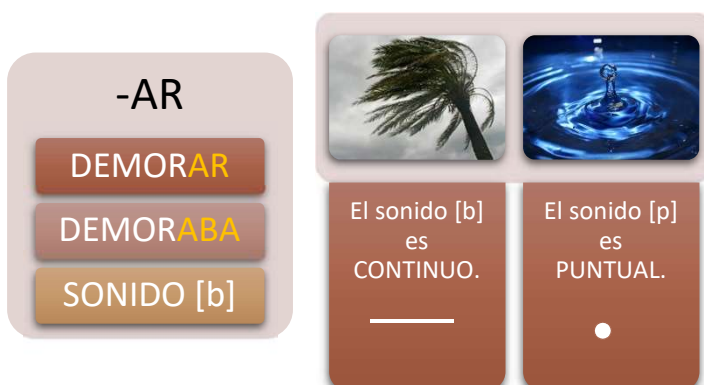 -AR
DEMORAR
DEMORABA
SONIDO [b]
El sonido [b]
es
CONTINUO.
El sonido [p]
es
PUNTUAL.